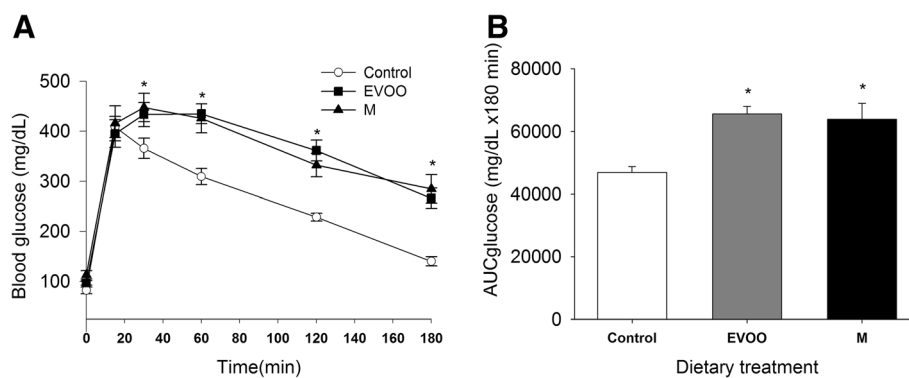 A
Blood glucose (mg/dL)
500
400
300
200
100
0
20
40
60
80
100
120
140
160
180
Time(min)
Control
EVOO
M
*
*
*
*
B
AUCglucose (mg/dL x180 min)
80000
60000
40000
20000
0
*
*
Control
EVOO
M
Dietary treatment